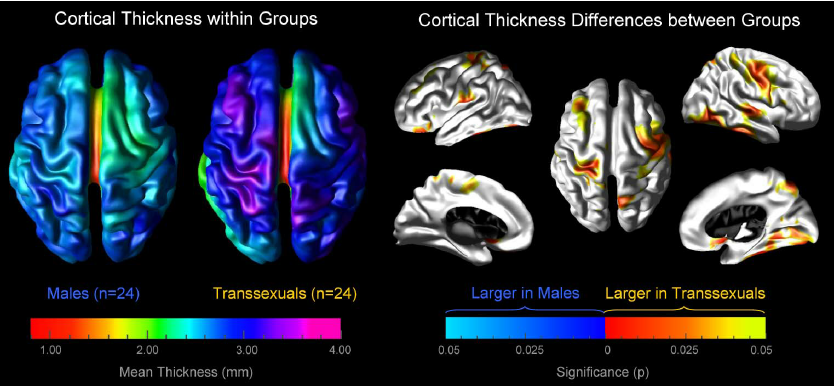 Cortical Thickness within Groups
Cortical Thickness Differences between Groups
Males (n=24)
Transsexuals (n=24)
Larger in Males
Larger in Transsexuals
1.00
2.00
3.00
4.00
Mean Thickness (mm)
0.05
0.025
0
0.025
0.05
Significance (p)